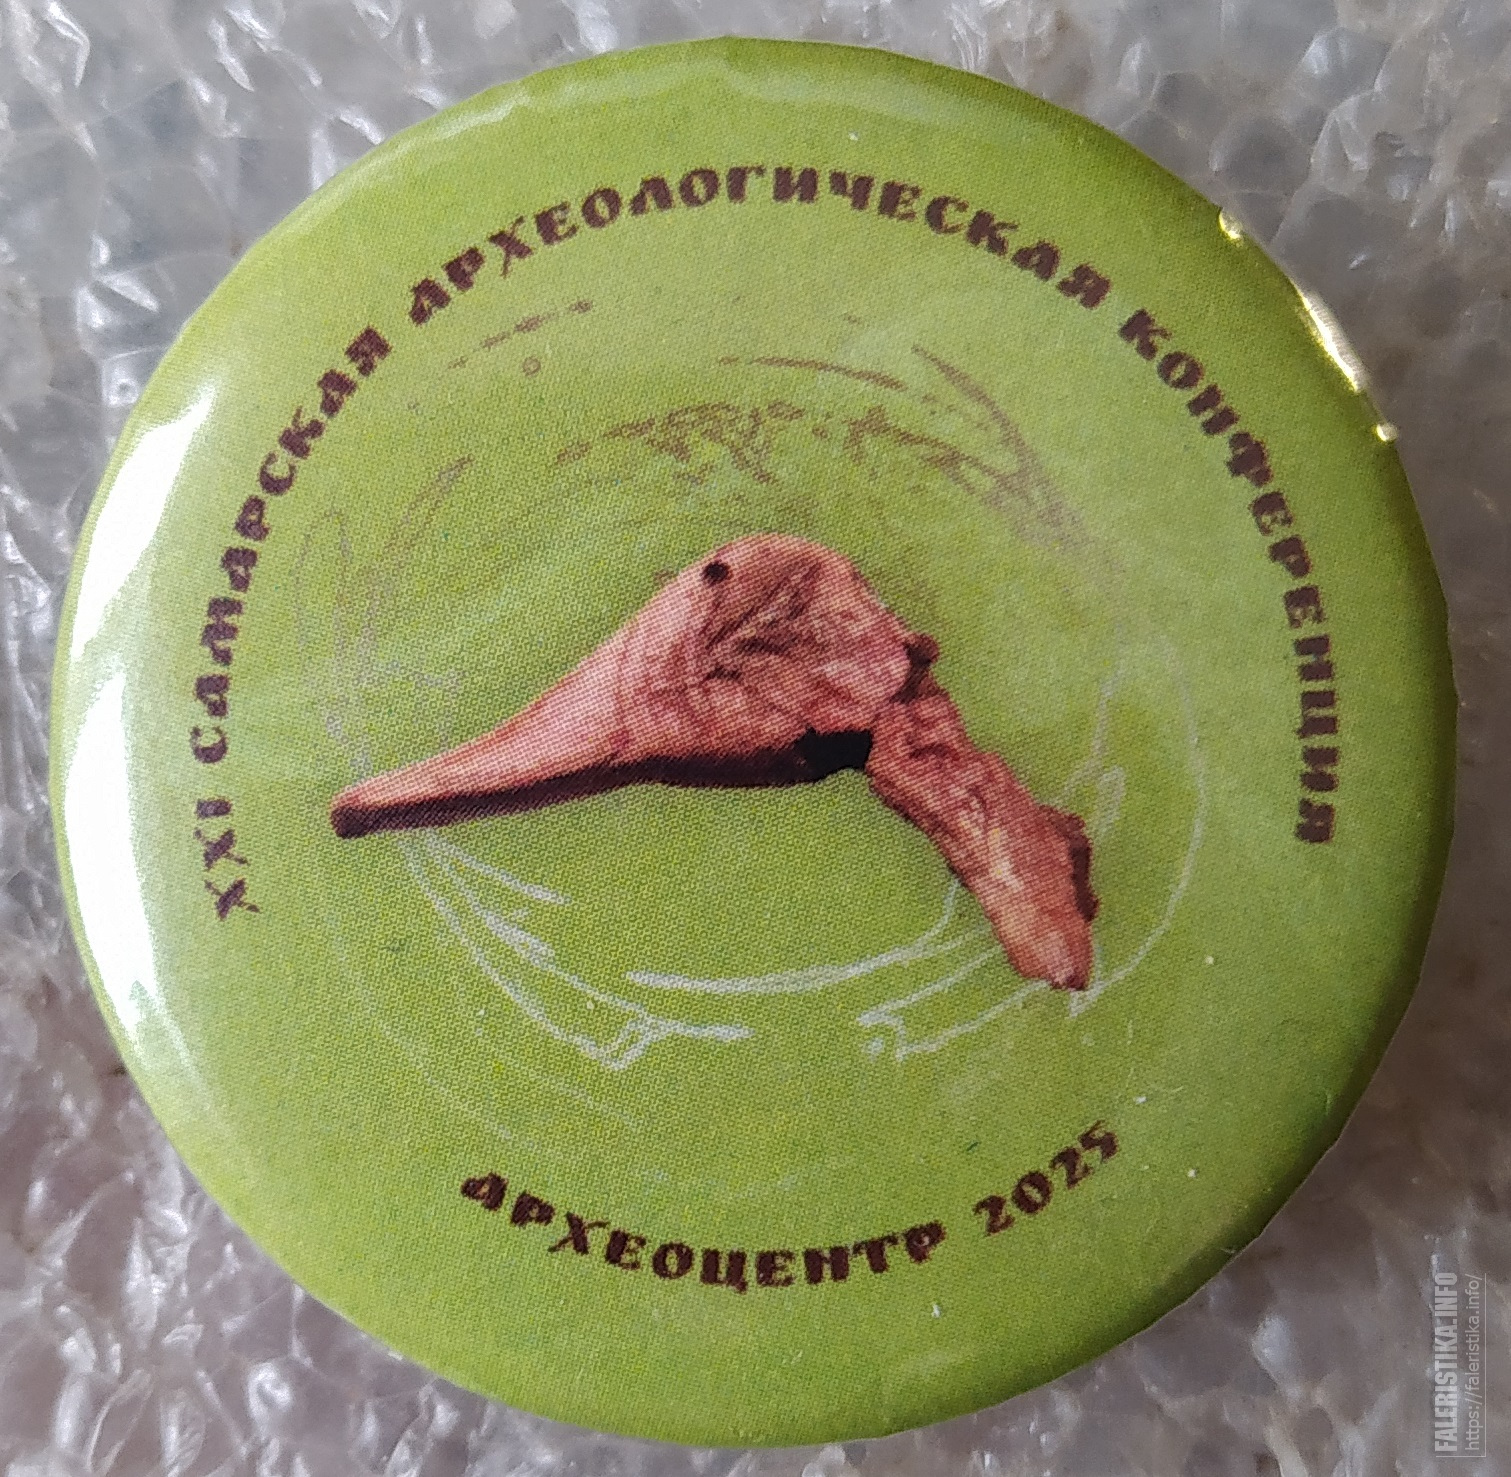 XXI САМАРСКАЯ АРХЕОЛОГИЧЕСКАЯ КОНФЕРЕНЦИЯ
АРХЕОЦЕНТР 2025
FALERISTIKA.INFO
https://faleristika.info/